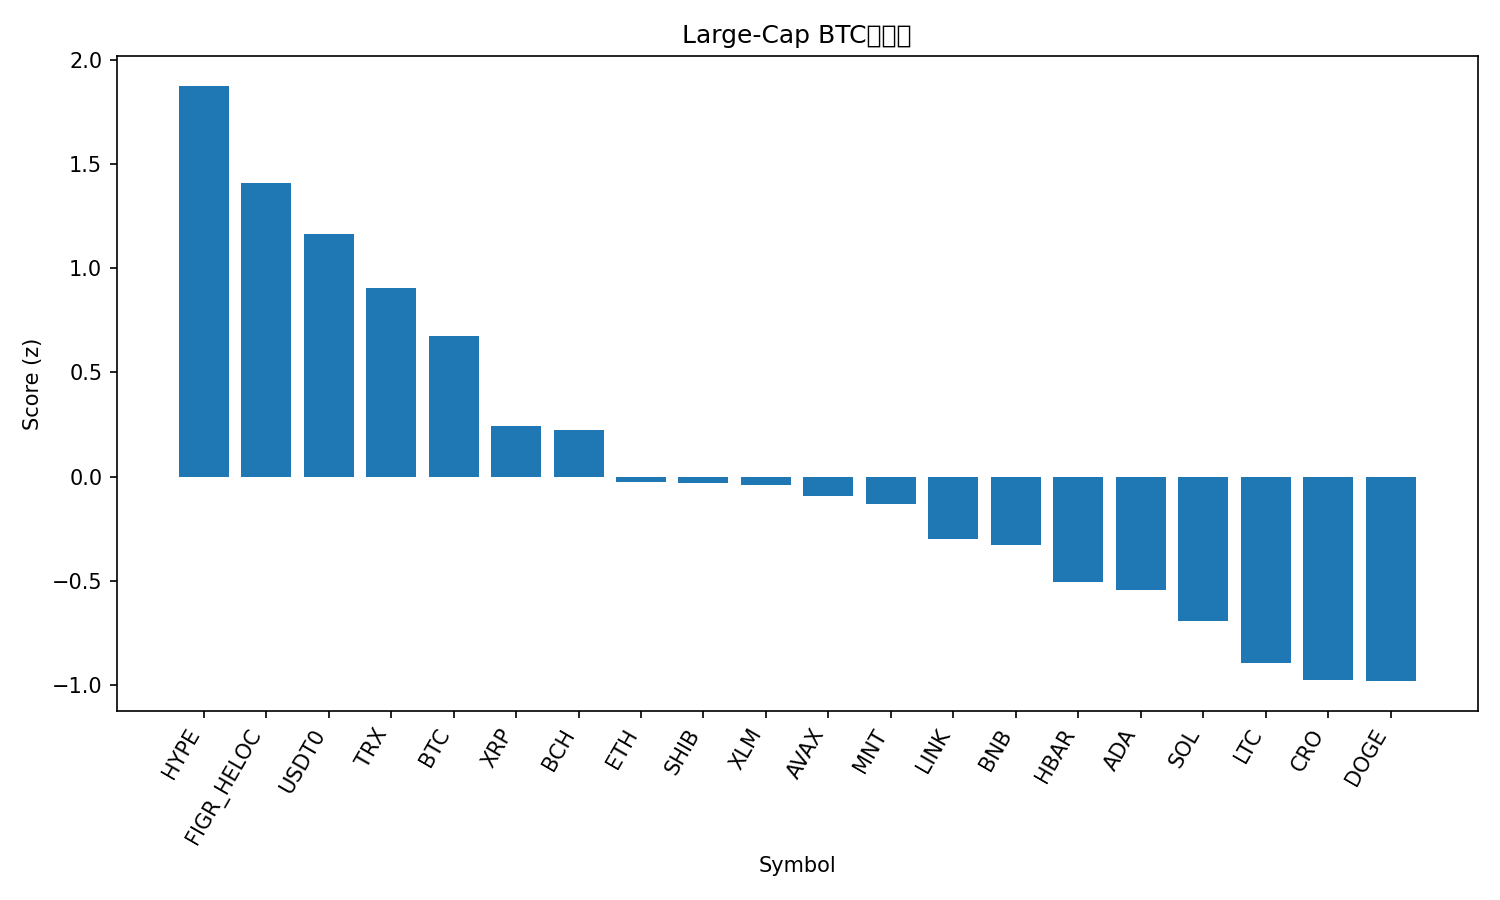 Large-Cap BTC
2.0
1.5
1.0
0.5
0.0
−0.5
−1.0
Score (z)
HYPE
FIGR_HELOC
USDT0
TRX
BTC
XRP
BCH
ETH
SHIB
XLM
AVAX
MNT
LINK
BNB
HBAR
ADA
SOL
LTC
CRO
DOGE
Symbol